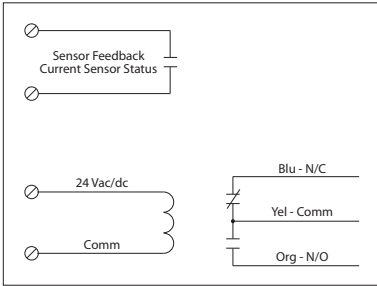 Sensor Feedback
Current Sensor Status
24 Vac/dc
Comm
Blu - N/C
Yel - Comm
Org - N/O